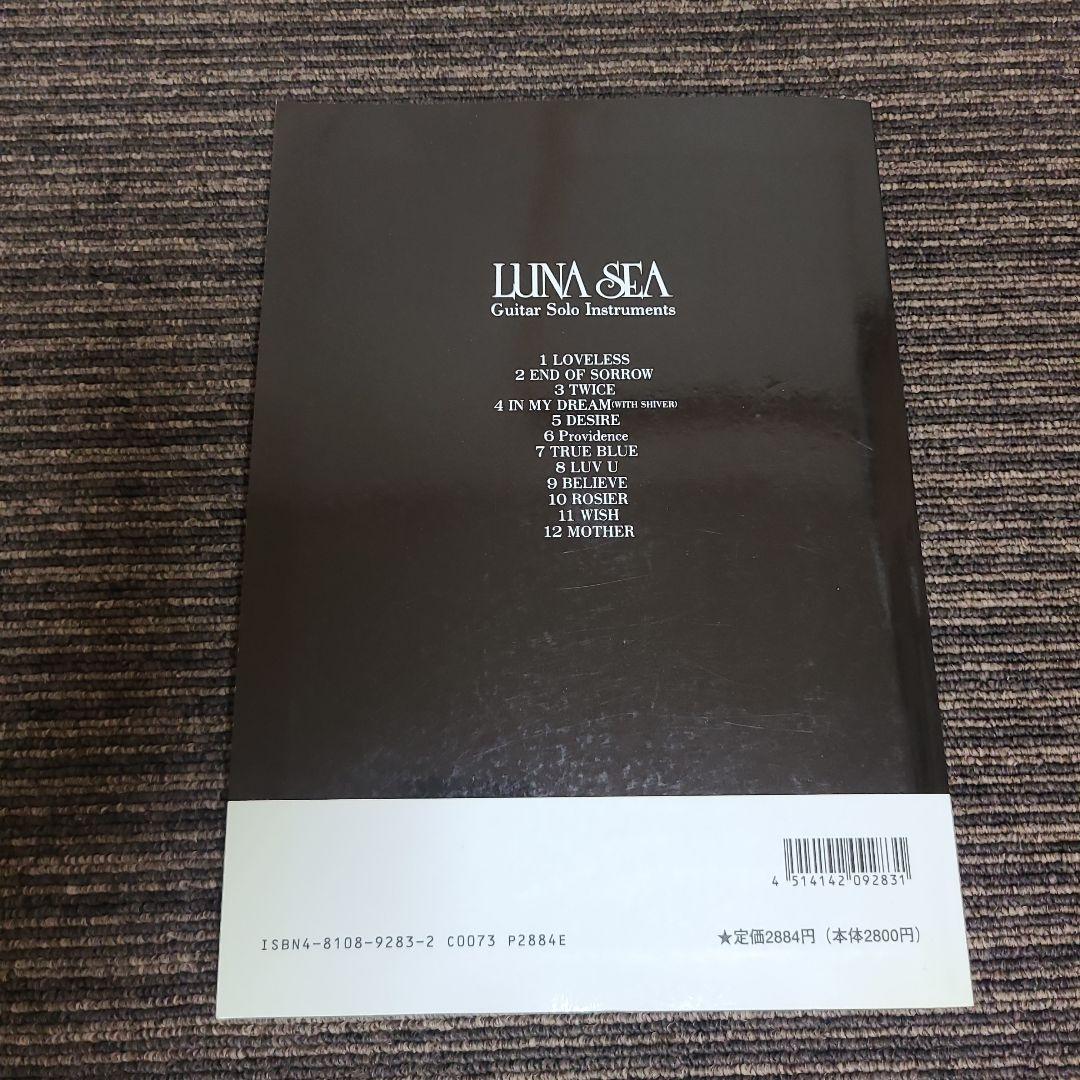 LUNA SEA
Guitar Solo Instruments
1 LOVELESS
2 END OF SORROW
3 TWICE
4 IN MY DREAM(WITH SHIVER)
5 DESIRE
6 Providence
7 TRUE BLUE
8 LUV U
9 BELIEVE
10 ROSIER
11 WISH
12 MOTHER
4 514142 092831
ISBN4-8108-9283-2 C0073 P2884E
★定価2884円（本体2800円）